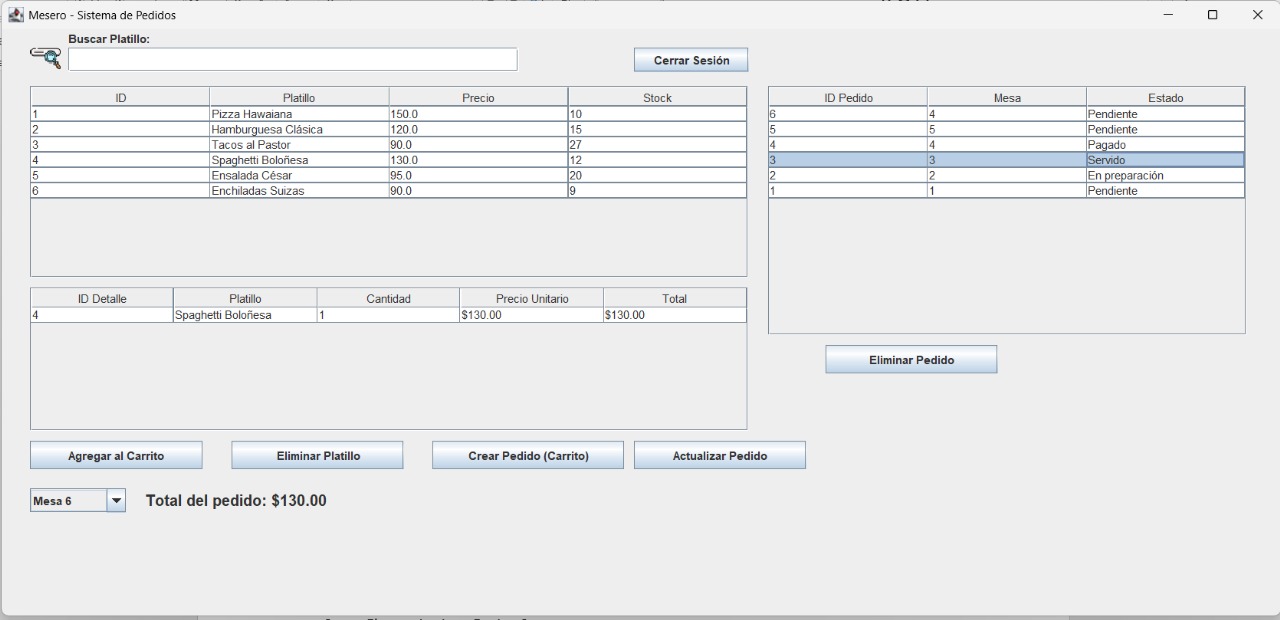 Mesero - Sistema de Pedidos
Buscar Platillo:
Cerrar Sesión
ID Platillo Precio Stock
1 Pizza Hawaiana 150.0 10
2 Hamburguesa Clásica 120.0 15
3 Tacos al Pastor 90.0 27
4 Spaghetti Boloñesa 130.0 12
5 Ensalada César 95.0 20
6 Enchiladas Suizas 90.0 9
ID Pedido Mesa Estado
6 4 Pendiente
5 5 Pendiente
4 4 Pagado
3 3 Servido
2 2 En preparación
1 1 Pendiente
ID Detalle Platillo Cantidad Precio Unitario Total
4 Spaghetti Boloñesa 1 $130.00 $130.00
Eliminar Pedido
Agregar al Carrito Eliminar Platillo Crear Pedido (Carrito) Actualizar Pedido
Mesa 6 Total del pedido: $130.00